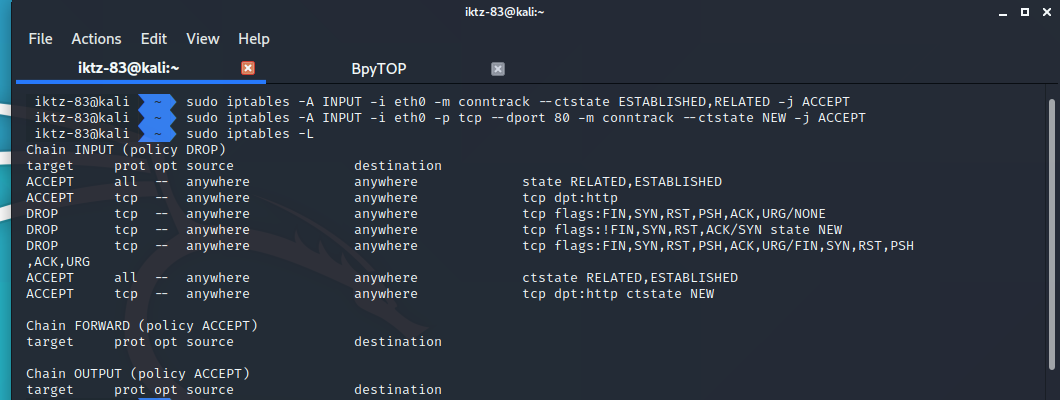 iktz-83@kali:~
File Actions Edit View Help
iktz-83@kali:~ BpyTOP
iktz-83@kali ~ sudo iptables -A INPUT -i eth0 -m conntrack --ctstate ESTABLISHED,RELATED -j ACCEPT
iktz-83@kali ~ sudo iptables -A INPUT -i eth0 -p tcp --dport 80 -m conntrack --ctstate NEW -j ACCEPT
iktz-83@kali ~ sudo iptables -L
Chain INPUT (policy DROP)
target prot opt source destination
ACCEPT all -- anywhere anywhere state RELATED,ESTABLISHED
ACCEPT tcp -- anywhere anywhere tcp dpt:http
DROP tcp -- anywhere anywhere tcp flags:FIN,SYN,RST,PSH,ACK,URG/NONE
DROP tcp -- anywhere anywhere tcp flags:!FIN,SYN,RST,ACK/SYN state NEW
DROP tcp -- anywhere anywhere tcp flags:FIN,SYN,RST,PSH,ACK,URG/FIN,SYN,RST,PSH
,ACK,URG
ACCEPT all -- anywhere anywhere ctstate RELATED,ESTABLISHED
ACCEPT tcp -- anywhere anywhere tcp dpt:http ctstate NEW
Chain FORWARD (policy ACCEPT)
target prot opt source destination
Chain OUTPUT (policy ACCEPT)
target prot opt source destination